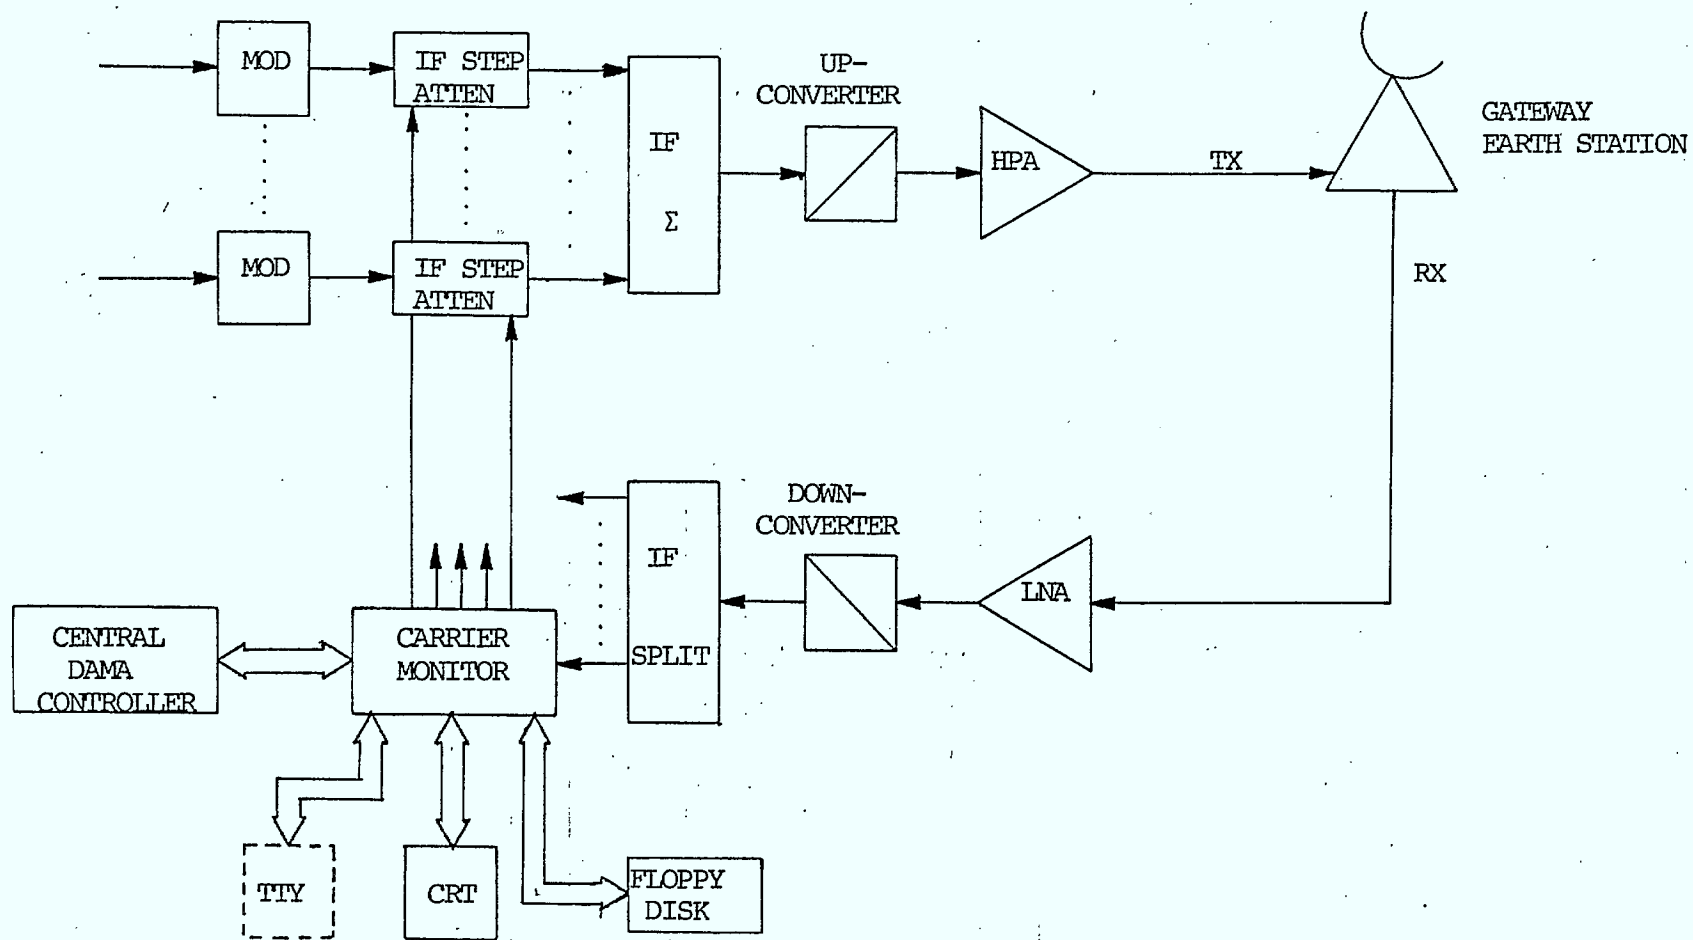 MOD
IF STEP
ATTEN
UP-
CONVERTER
IF
Σ
HPA
TX
GATEWAY
EARTH STATION
MOD
IF STEP
ATTEN
RX
DOWN-
CONVERTER
IF
SPLIT
LNA
CENTRAL
DAMA
CONTROLLER
CARRIER
MONITOR
TTY
CRT
FLOPPY
DISK